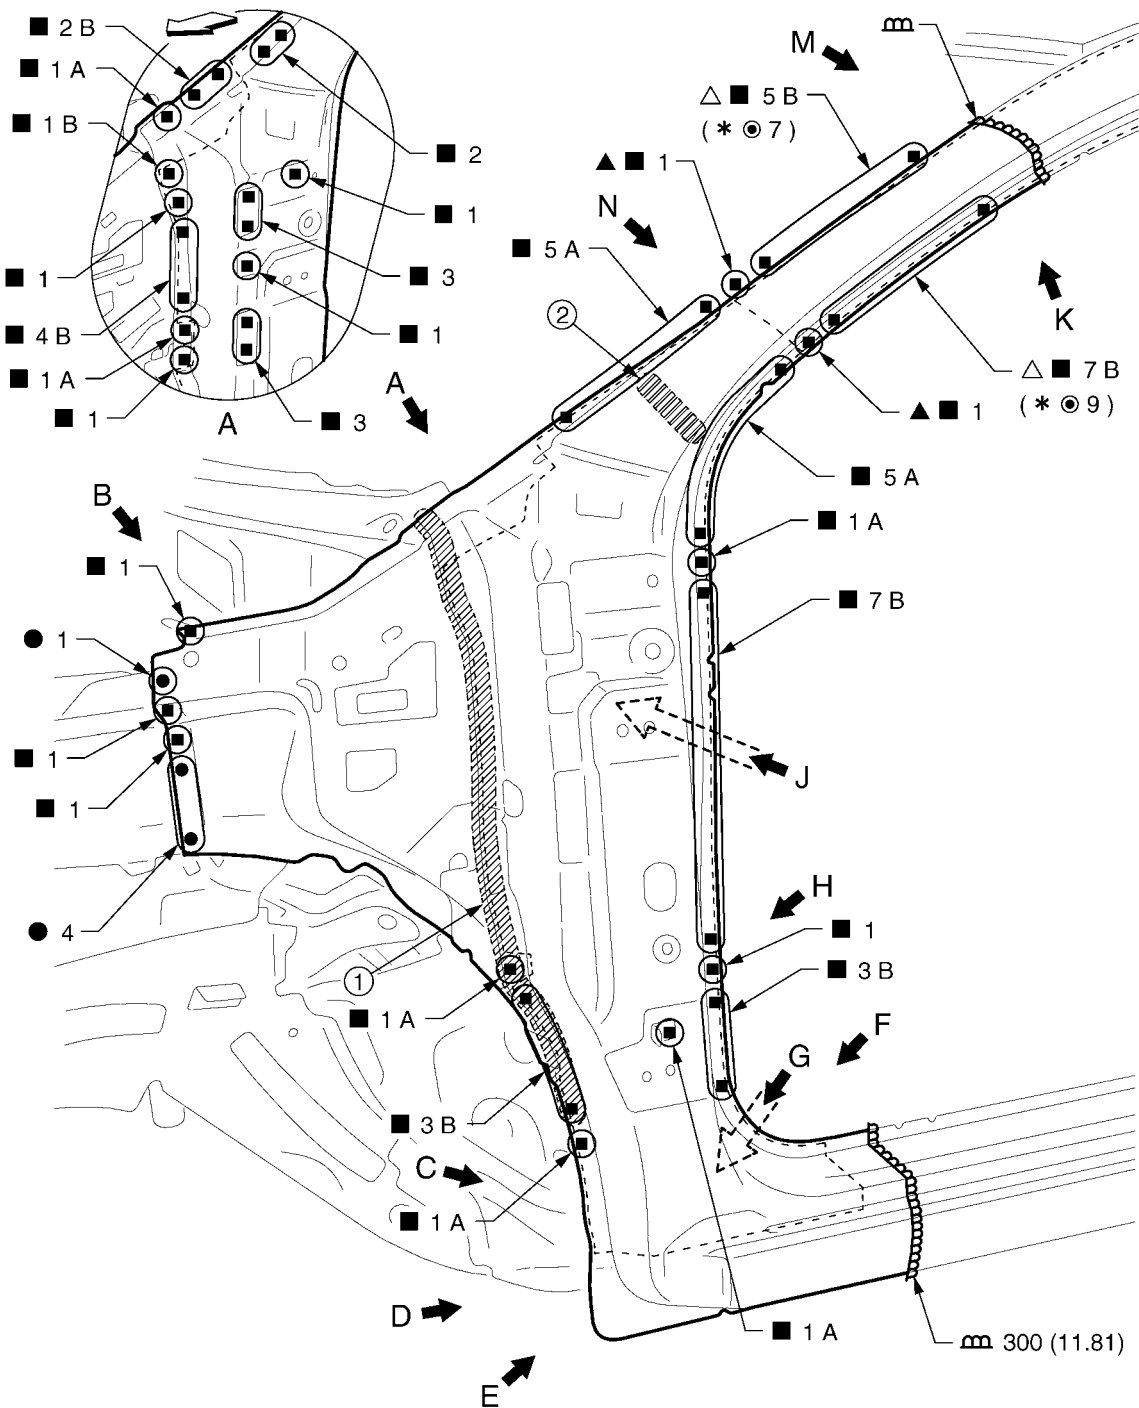 ■ 2 B
■ 1 A
■ 1 B
■ 1
■ 4 B
■ 1 A
■ 1
■ 2
■ 1
■ 3
■ 1
■ 3
A
A
M
△ ■ 5 B
( * ◉ 7 )
▲ ■ 1
N
■ 5 A
②
K
△ ■ 7 B
( * ◉ 9 )
▲ ■ 1
■ 5 A
■ 1 A
■ 7 B
B
■ 1
● 1
■ 1
■ 1
● 4
J
H
■ 1
■ 3 B
①
■ 1 A
F
G
■ 3 B
C
■ 1 A
D
E
■ 1 A
300 (11.81)